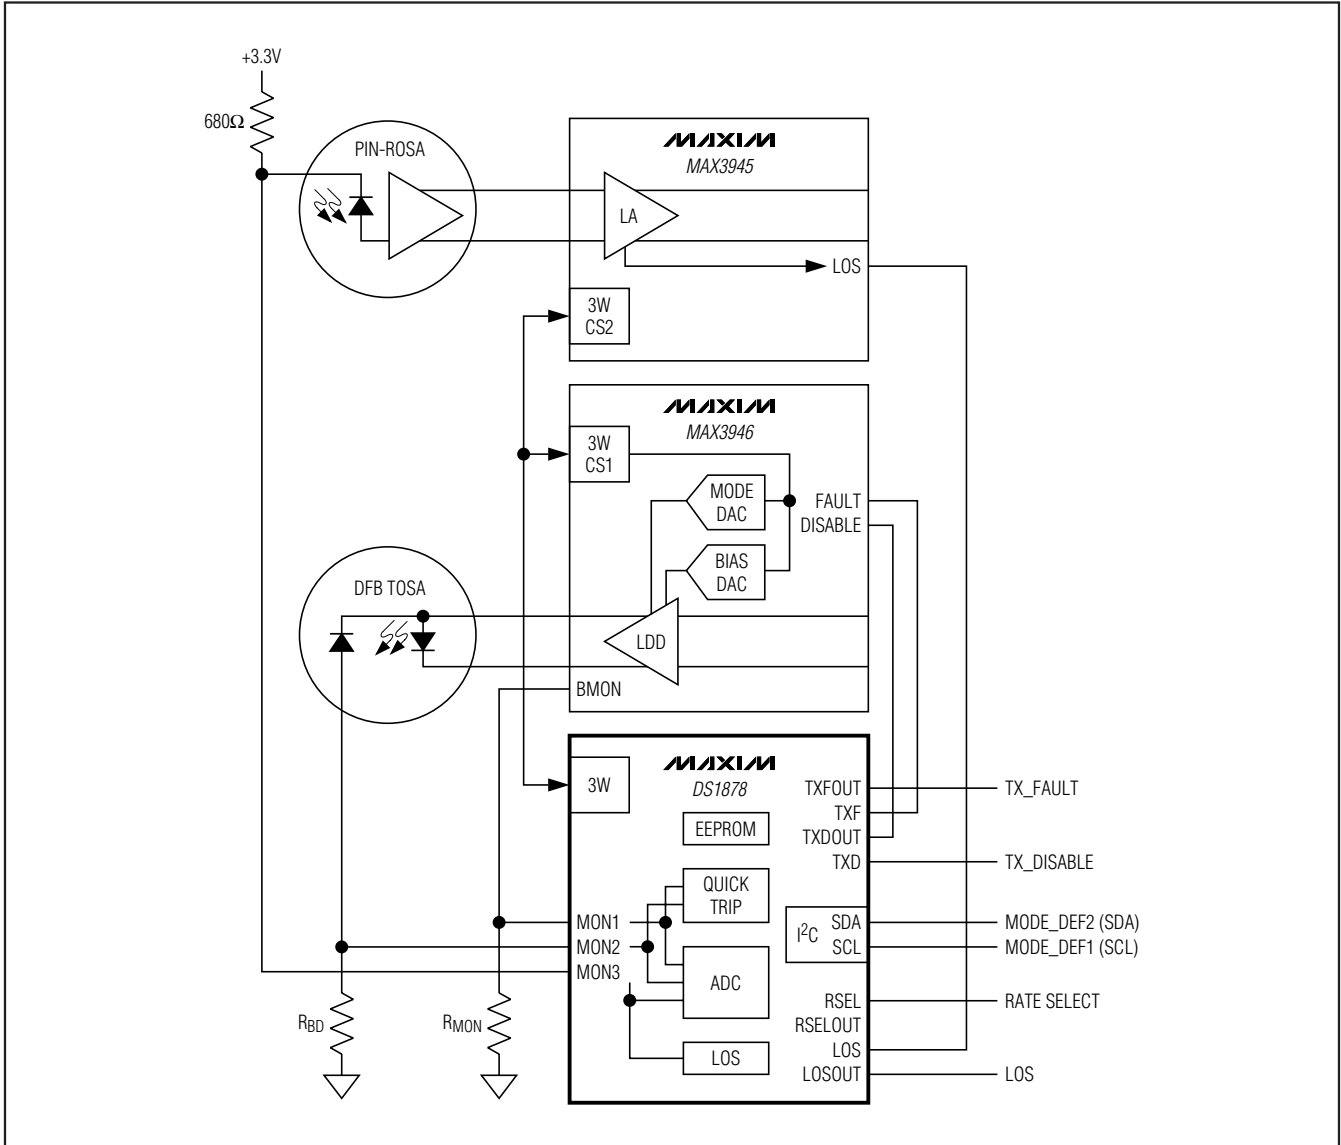 +3.3V
680Ω
PIN-ROSA
MAXIM
MAX3945
LA
LOS
3W
CS2
MAXIM
MAX3946
3W
CS1
MODE
DAC
FAULT
DISABLE
BIAS
DAC
DFB TOSA
LDD
BMON
MAXIM
DS1878
3W
TXFOUT
TX_FAULT
TXF
EEPROM
TXDOUT
TXD
TX_DISABLE
QUICK
TRIP
MON1
I²C
SDA
MODE_DEF2 (SDA)
MON2
SCL
MODE_DEF1 (SCL)
MON3
ADC
RSEL
RATE SELECT
RBD
RMON
RSELOUT
LOS
LOS
LOSOUT
LOS